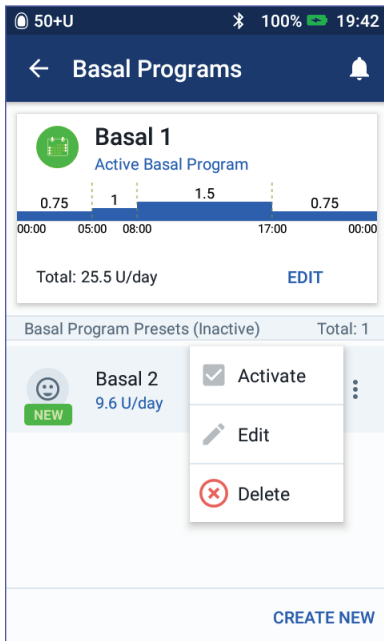 50+U 100% 19:42
Basal Programs
Basal 1
Active Basal Program
0.75 1 1.5 0.75
00:00 05:00 08:00 17:00 00:00
Total: 25.5 U/day EDIT
Basal Program Presets (Inactive) Total: 1
Basal 2
9.6 U/day
NEW
Activate
Edit
Delete
CREATE NEW